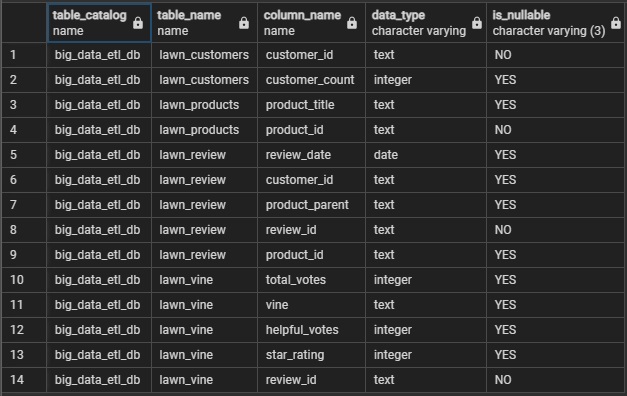 table_catalog table_name column_name data_type is_nullable
name name name character varying character varying (3)
1 big_data_etl_db lawn_customers customer_id text NO
2 big_data_etl_db lawn_customers customer_count integer YES
3 big_data_etl_db lawn_products product_title text YES
4 big_data_etl_db lawn_products product_id text NO
5 big_data_etl_db lawn_review review_date date YES
6 big_data_etl_db lawn_review customer_id text YES
7 big_data_etl_db lawn_review product_parent text YES
8 big_data_etl_db lawn_review review_id text NO
9 big_data_etl_db lawn_review product_id text YES
10 big_data_etl_db lawn_vine total_votes integer YES
11 big_data_etl_db lawn_vine vine text YES
12 big_data_etl_db lawn_vine helpful_votes integer YES
13 big_data_etl_db lawn_vine star_rating integer YES
14 big_data_etl_db lawn_vine review_id text NO